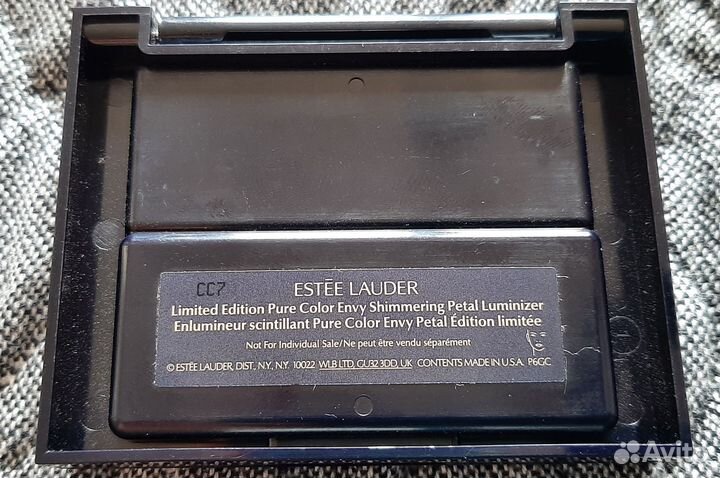 CC7
ESTĒE LAUDER
Limited Edition Pure Color Envy Shimmering Petal Luminizer
Enlumineur scintillant Pure Color Envy Petal Édition limitée
Not For Individual Sale/Ne peut être vendu séparément
© ESTĒE LAUDER, DIST., N.Y., N.Y. 10022 WLB LTD, GU32 3DD, UK CONTENTS MADE IN U.S.A. P6GC
Avito